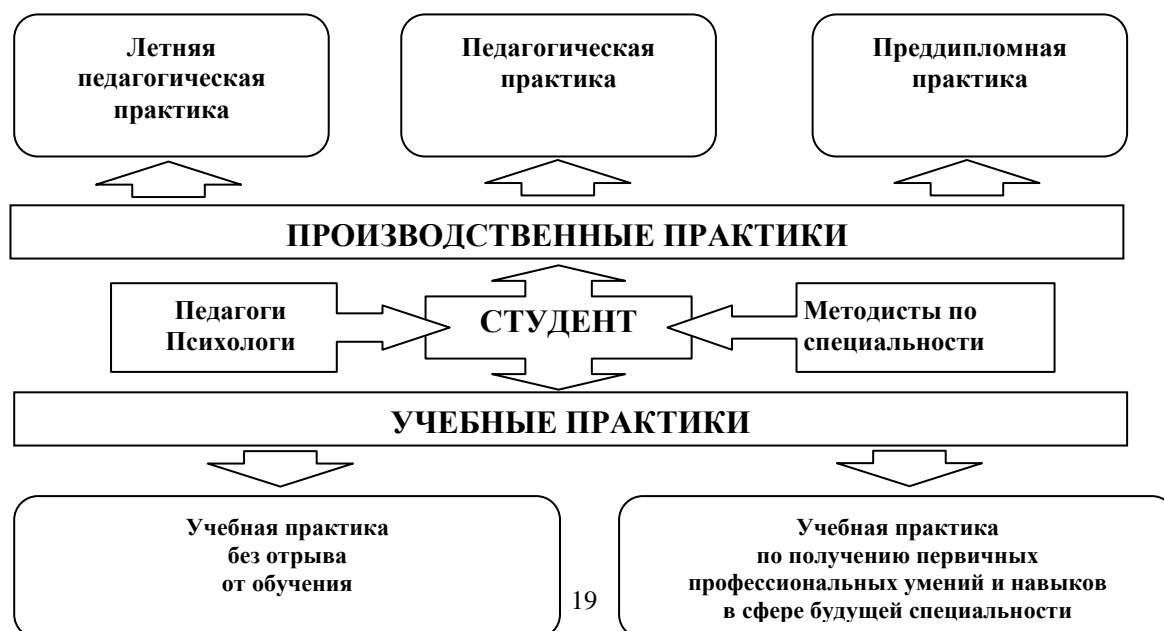 Летняя
педагогическая
практика
Педагогическая
практика
Преддипломная
практика
ПРОИЗВОДСТВЕННЫЕ ПРАКТИКИ
Педагоги
Психологи
СТУДЕНТ
Методисты по
специальности
УЧЕБНЫЕ ПРАКТИКИ
Учебная практика
без отрыва
от обучения
Учебная практика
по получению первичных
профессиональных умений и навыков
в сфере будущей специальности
19